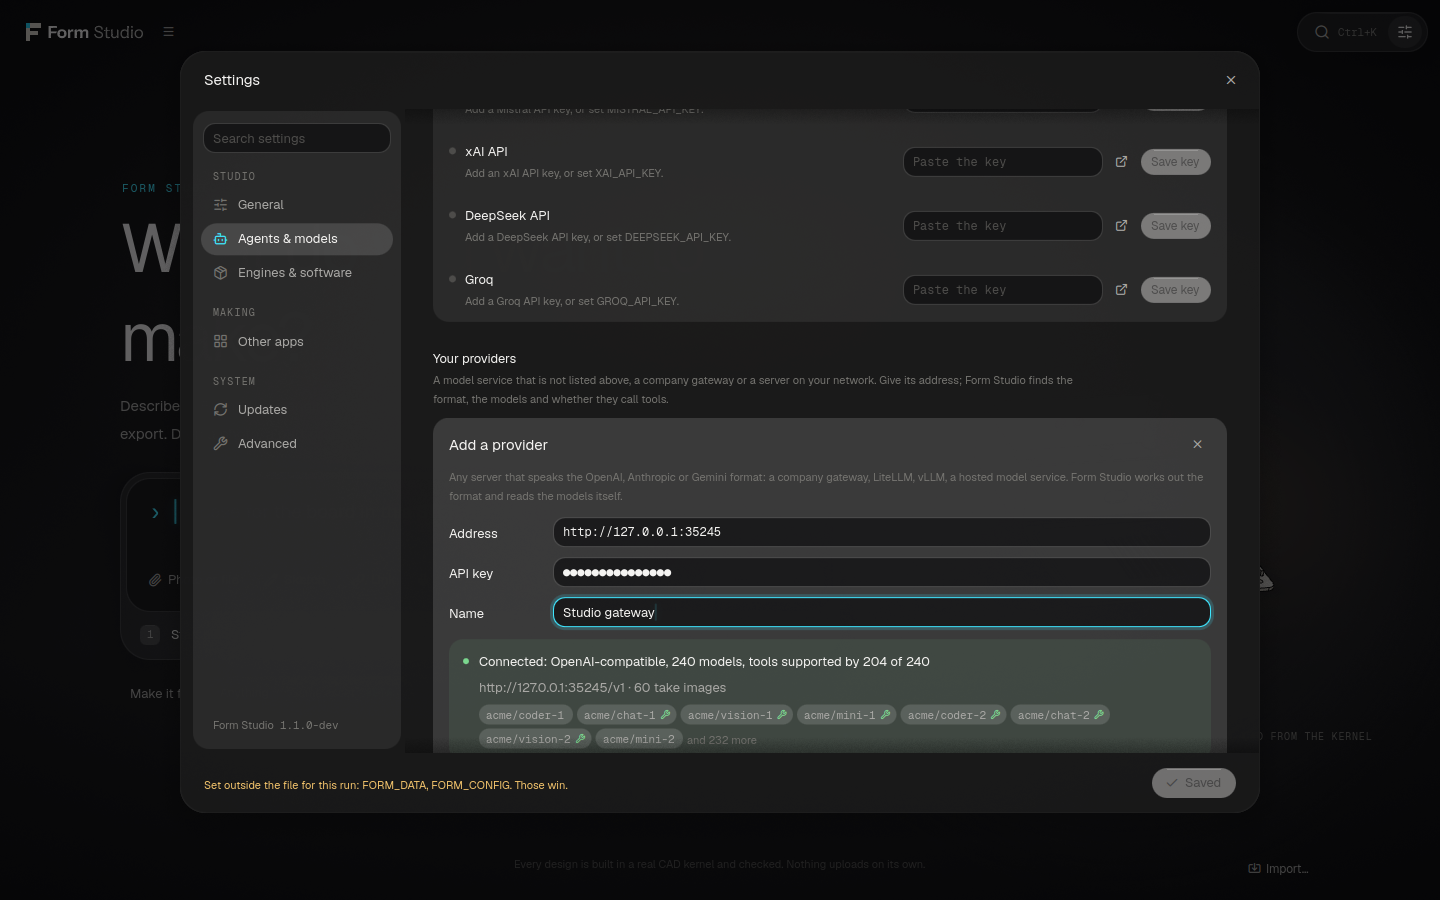 Form Studio
Ctrl+K
Settings
Search settings
STUDIO
General
Agents & models
Engines & software
MAKING
Other apps
SYSTEM
Updates
Advanced
Form Studio 1.1.0-dev
Add a Mistral API key, or set MISTRAL_API_KEY.
xAI API
Add an xAI API key, or set XAI_API_KEY.
Paste the key
Save key
DeepSeek API
Add a DeepSeek API key, or set DEEPSEEK_API_KEY.
Paste the key
Save key
Groq
Add a Groq API key, or set GROQ_API_KEY.
Paste the key
Save key
Your providers
A model service that is not listed above, a company gateway or a server on your network. Give its address; Form Studio finds the
format, the models and whether they call tools.
Add a provider
Any server that speaks the OpenAI, Anthropic or Gemini format: a company gateway, LiteLLM, vLLM, a hosted model service. Form Studio works out the
format and reads the models itself.
Address
http://127.0.0.1:35245
API key
●●●●●●●●●●●●●●●
Name
Studio gateway
Connected: OpenAI-compatible, 240 models, tools supported by 204 of 240
http://127.0.0.1:35245/v1 · 60 take images
acme/coder-1 acme/chat-1 acme/vision-1 acme/mini-1 acme/coder-2 acme/chat-2
acme/vision-2 acme/mini-2 and 232 more
Set outside the file for this run: FORM_DATA, FORM_CONFIG. Those win.
Saved
FORM ST
W
m
Describe
export. D
1
Make it f
FROM THE KERNEL
Every design is built in a real CAD kernel and checked. Nothing uploads on its own.
Import...